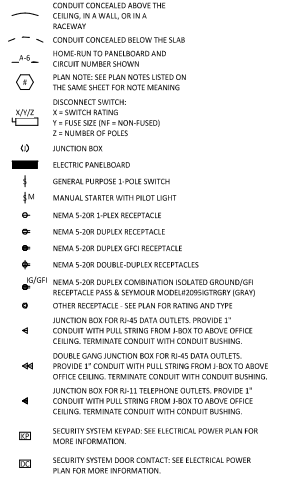 CONDUIT CONCEALED ABOVE THE
CEILING, IN A WALL, OR IN A
RACEWAY
CONDUIT CONCEALED BELOW THE SLAB
A-6
HOME-RUN TO PANELBOARD AND
CIRCUIT NUMBER SHOWN
#
PLAN NOTE: SEE PLAN NOTES LISTED ON
THE SAME SHEET FOR NOTE MEANING
DISCONNECT SWITCH:
X/Y/Z
X = SWITCH RATING
Y = FUSE SIZE (NF = NON-FUSED)
Z = NUMBER OF POLES
(J)
JUNCTION BOX
ELECTRIC PANELBOARD
$
GENERAL PURPOSE 1-POLE SWITCH
$M
MANUAL STARTER WITH PILOT LIGHT
NEMA 5-20R 1-PLEX RECEPTACLE
NEMA 5-20R DUPLEX RECEPTACLE
NEMA 5-20R DUPLEX GFCI RECEPTACLE
NEMA 5-20R DOUBLE-DUPLEX RECEPTACLES
IG/GFI
NEMA 5-20R DUPLEX COMBINATION ISOLATED GROUND/GFI
RECEPTACLE PASS & SEYMOUR MODEL#2095IGTRGRY (GRAY)
OTHER RECEPTACLE - SEE PLAN FOR RATING AND TYPE
JUNCTION BOX FOR RJ-45 DATA OUTLETS. PROVIDE 1"
CONDUIT WITH PULL STRING FROM J-BOX TO ABOVE OFFICE
CEILING. TERMINATE CONDUIT WITH CONDUIT BUSHING.
DOUBLE GANG JUNCTION BOX FOR RJ-45 DATA OUTLETS.
PROVIDE 1" CONDUIT WITH PULL STRING FROM J-BOX TO ABOVE
OFFICE CEILING. TERMINATE CONDUIT WITH CONDUIT BUSHING.
JUNCTION BOX FOR RJ-11 TELEPHONE OUTLETS. PROVIDE 1"
CONDUIT WITH PULL STRING FROM J-BOX TO ABOVE OFFICE
CEILING. TERMINATE CONDUIT WITH CONDUIT BUSHING.
KP
SECURITY SYSTEM KEYPAD: SEE ELECTRICAL POWER PLAN FOR
MORE INFORMATION.
DC
SECURITY SYSTEM DOOR CONTACT: SEE ELECTRICAL POWER
PLAN FOR MORE INFORMATION.